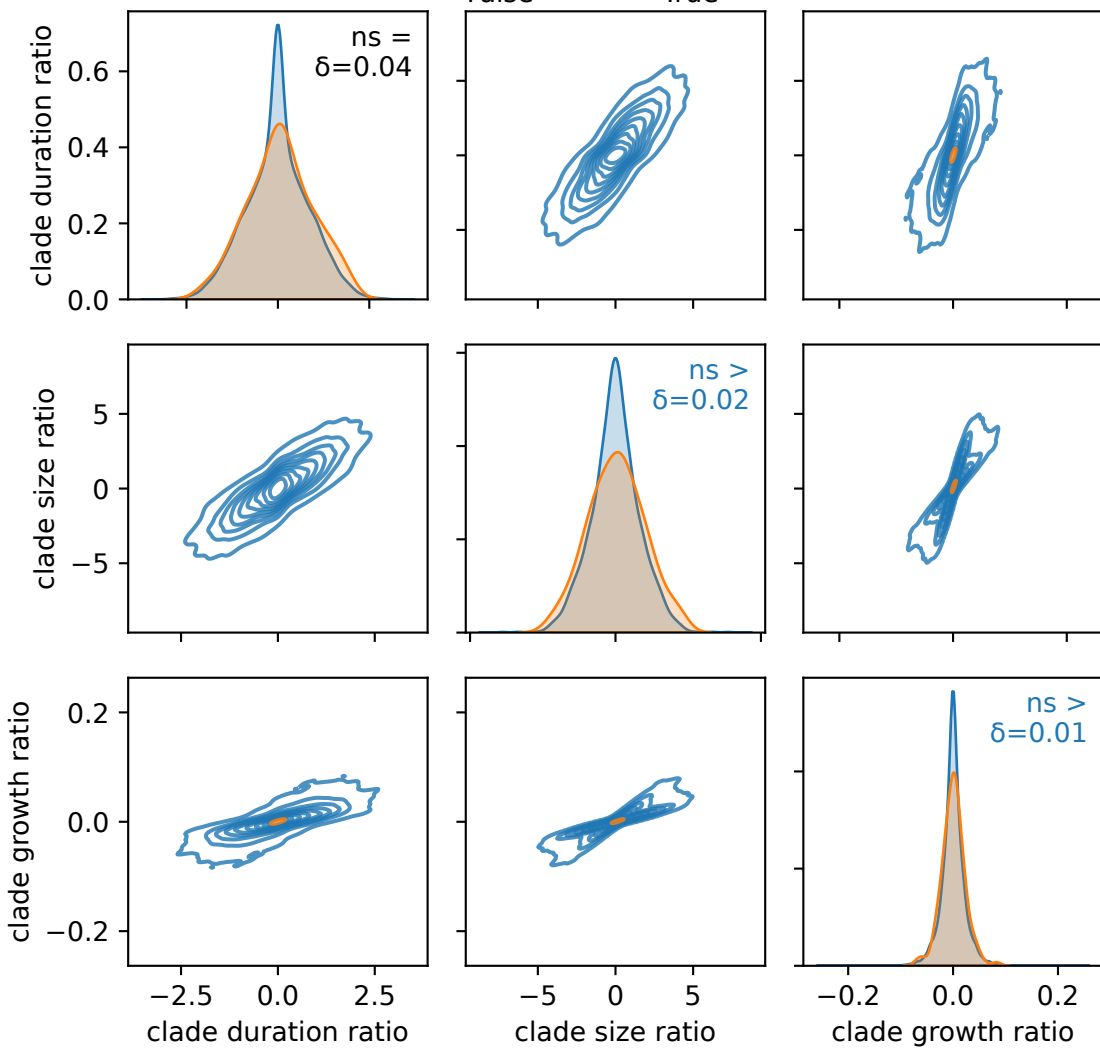 clade duration ratio
0.6
0.4
0.2
0.0
ns =
δ=0.04
clade size ratio
5
0
−5
ns >
δ=0.02
clade growth ratio
0.2
0.0
−0.2
ns >
δ=0.01
−2.5 0.0 2.5
−5 0 5
−0.2 0.0 0.2
clade duration ratio
clade size ratio
clade growth ratio